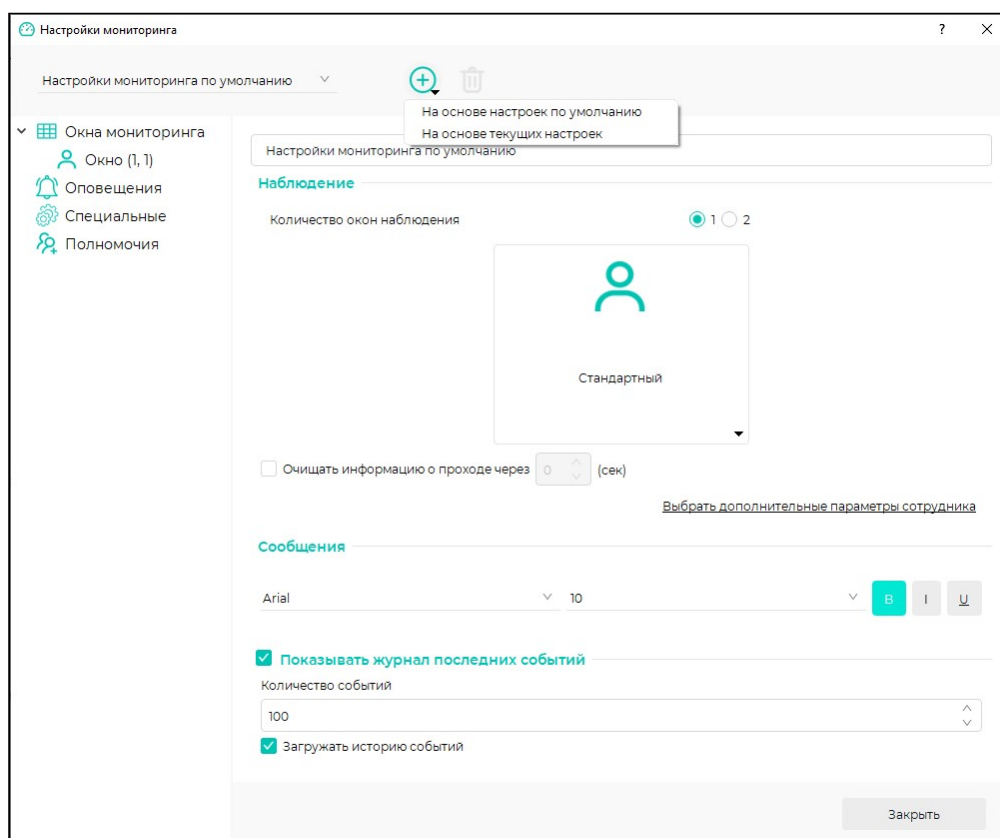 Настройки мониторинга
?
Настройки мониторинга по умолчанию
На основе настроек по умолчанию
На основе текущих настроек
Окна мониторинга
Окно (1, 1)
Оповещения
Специальные
Полномочия
Настройки мониторинга по умолчанию
Наблюдение
Количество окон наблюдения 1 2
Стандартный
Очищать информацию о проходе через 0 (сек)
Выбрать дополнительные параметры сотрудника
Сообщения
Arial 10 B I U
Показывать журнал последних событий
Количество событий
100
Загружать историю событий
Закрыть